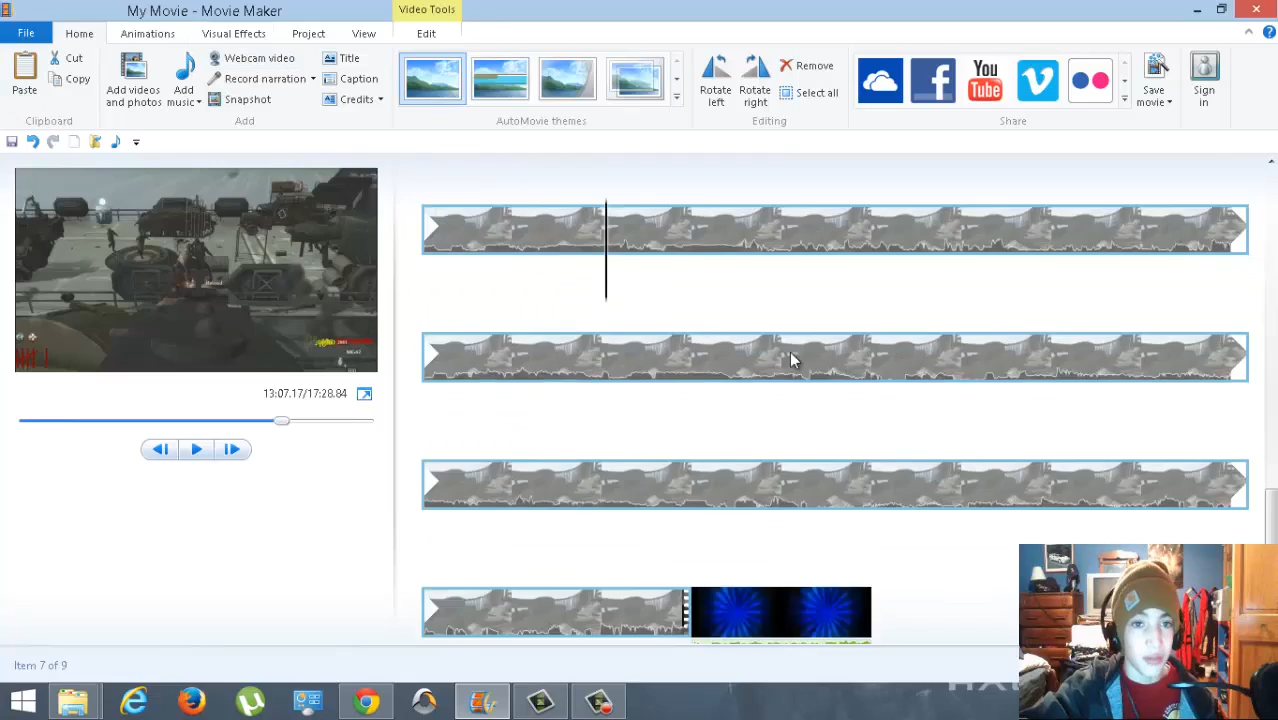 My Movie - Movie Maker
Video Tools
File
Home
Animations
Visual Effects
Project
View
Edit
Paste
Cut
Copy
Clipboard
Add videos
and photos
Add
music
Webcam video
Record narration
Snapshot
Title
Caption
Credits
Add
AutoMovie themes
Rotate
left
Rotate
right
Remove
Select all
Editing
You
Tube
Share
Save
movie
Sign
in
13:07.17/17:28.84
Item 7 of 9